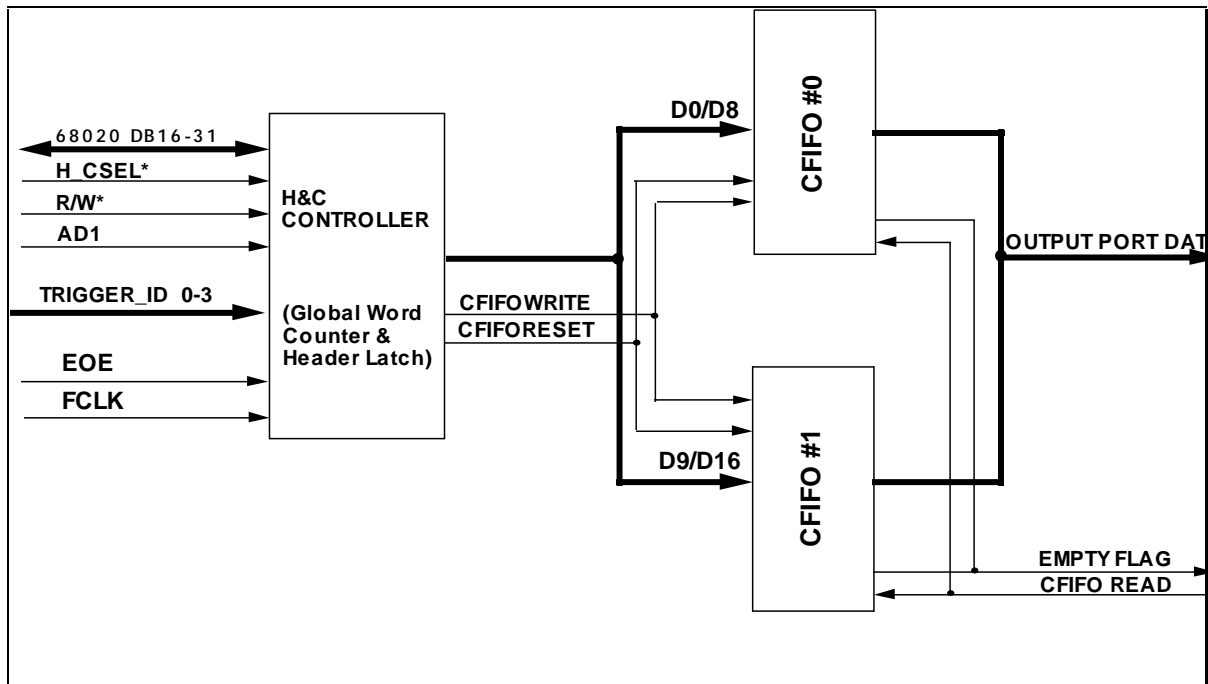 68020 DB16-31
H_CSEL*
R/W*
AD1
TRIGGER_ID 0-3
EOE
FCLK
H&C
CONTROLLER
(Global Word
Counter &
Header Latch)
CFIFOWRITE
CFIFORESET
D0/D8
D9/D16
CFIFO #0
CFIFO #1
OUTPUT PORT DAT
EMPTY FLAG
CFIFO READ